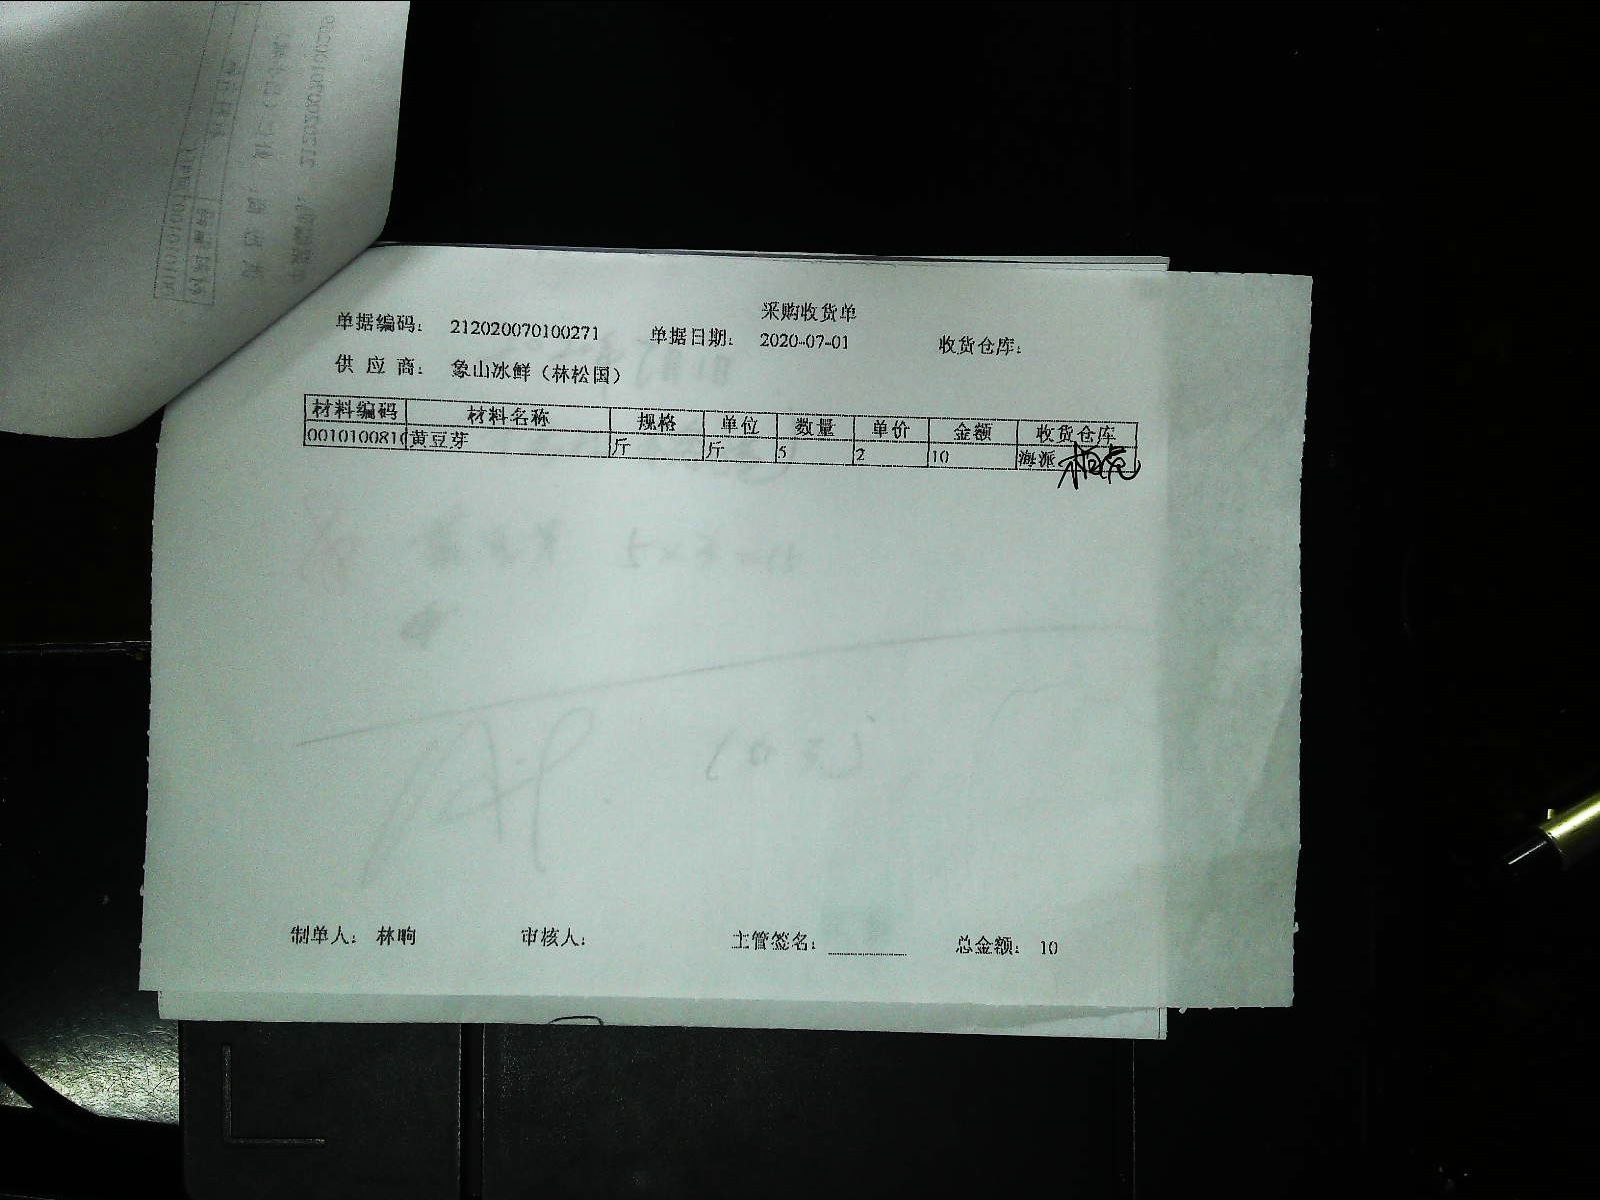 采购收货单
单据编码: 212020070100271 单据日期: 2020-07-01 收货仓库:
供应商: 象山冰鲜（林松国）
材料编码 材料名称 规格 单位 数量 单价 金额 收货仓库
0010100810 黄豆芽 斤 斤 5 2 10 海派
制单人: 林晌 审核人: 主管签名: 总金额: 10